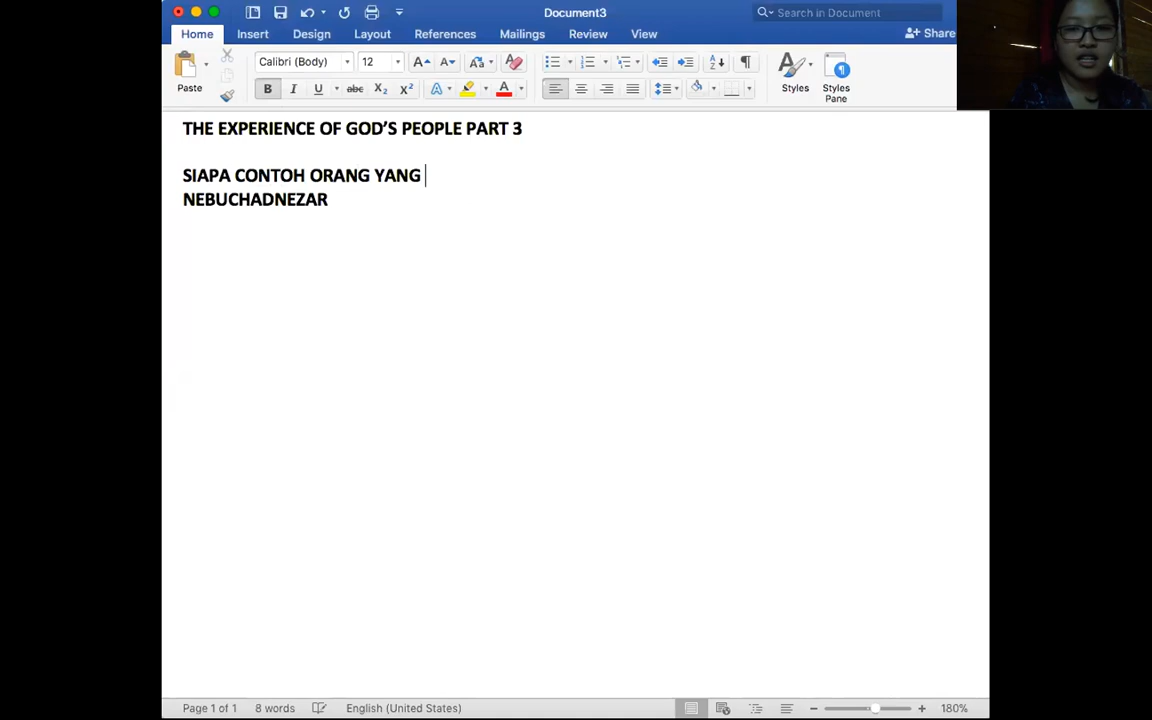 Document3
Search in Document
Home Insert Design Layout References Mailings Review View Share
Paste Calibri (Body) 12 Styles Styles Pane
THE EXPERIENCE OF GOD’S PEOPLE PART 3
SIAPA CONTOH ORANG YANG
NEBUCHADNEZAR
Page 1 of 1 8 words English (United States) 180%